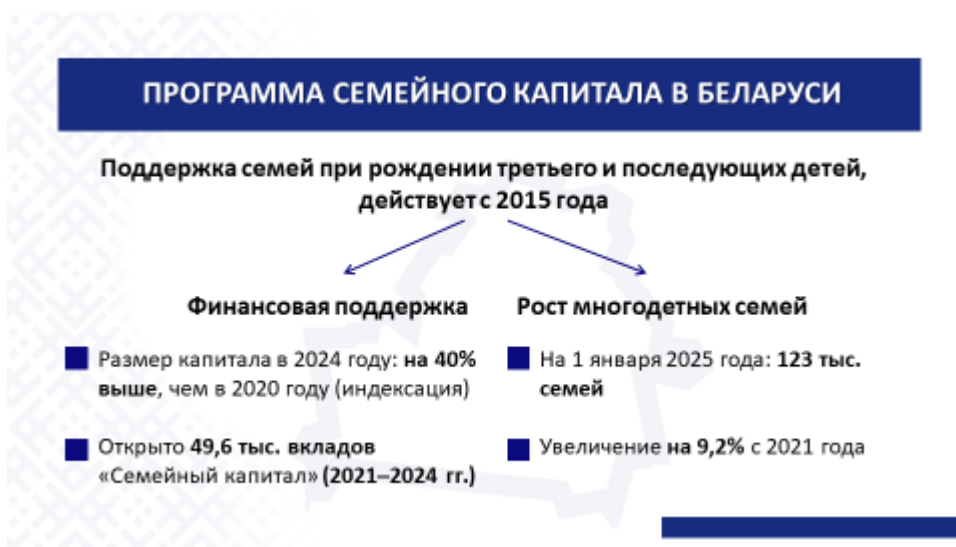 ПРОГРАММА СЕМЕЙНОГО КАПИТАЛА В БЕЛАРУСИ
Поддержка семей при рождении третьего и последующих детей,
действует с 2015 года
Финансовая поддержка
Размер капитала в 2024 году: на 40%
выше, чем в 2020 году (индексация)
Открыто 49,6 тыс. вкладов
«Семейный капитал» (2021–2024 гг.)
Рост многодетных семей
На 1 января 2025 года: 123 тыс.
семей
Увеличение на 9,2% с 2021 года